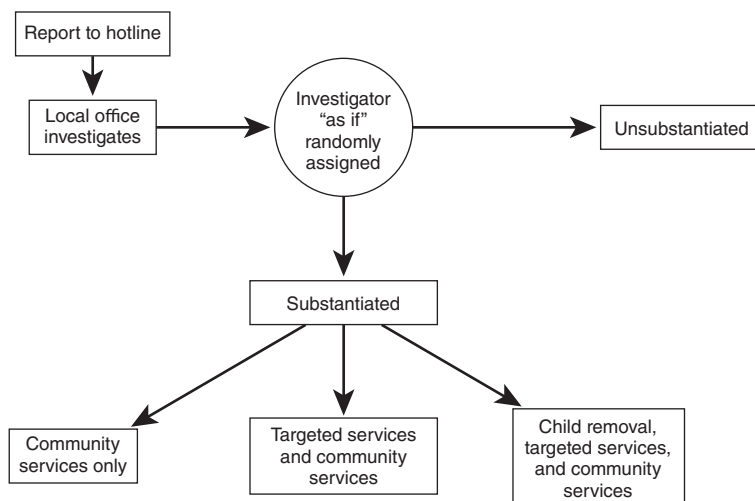 Report to hotline
Local office
investigates
Investigator
“as if”
randomly
assigned
Unsubstantiated
Substantiated
Community
services only
Targeted services
and community
services
Child removal,
targeted services,
and community
services